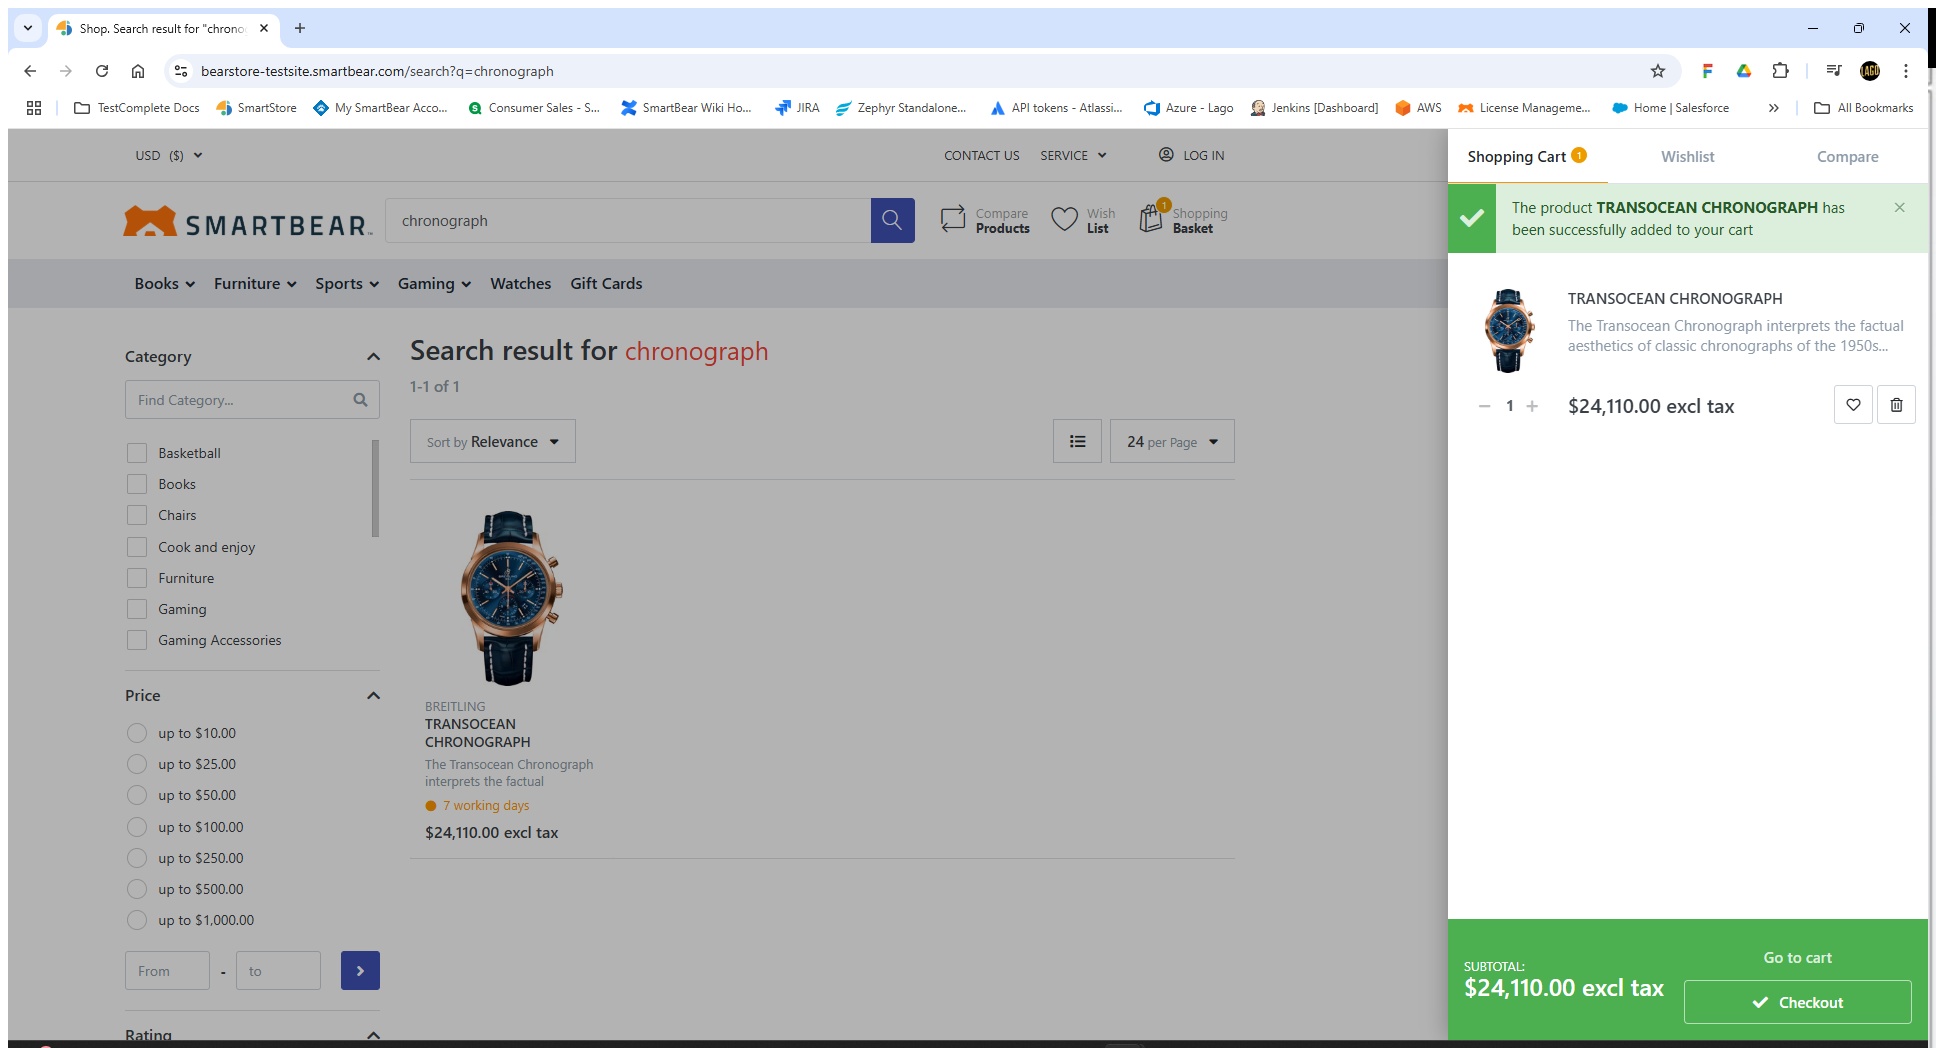 Shop. Search result for "chrono
bearstore-testsite.smartbear.com/search?q=chronograph
TestComplete Docs SmartStore My SmartBear Acco... Consumer Sales - S... SmartBear Wiki Ho... JIRA Zephyr Standalone... API tokens - Atlassi... Azure - Lago Jenkins [Dashboard] AWS License Manageme... Home | Salesforce All Bookmarks
USD ($) CONTACT US SERVICE LOG IN
SMARTBEAR
chronograph
Compare Products
Wish List
1
Shopping Basket
Books Furniture Sports Gaming Watches Gift Cards
Category
Find Category...
Basketball
Books
Chairs
Cook and enjoy
Furniture
Gaming
Gaming Accessories
Price
up to $10.00
up to $25.00
up to $50.00
up to $100.00
up to $250.00
up to $500.00
up to $1,000.00
From - to
Rating
Search result for chronograph
1-1 of 1
Sort by Relevance
24 per Page
BREITLING
TRANSOCEAN
CHRONOGRAPH
The Transocean Chronograph
interprets the factual
7 working days
$24,110.00 excl tax
Shopping Cart 1 Wishlist Compare
The product TRANSOCEAN CHRONOGRAPH has
been successfully added to your cart
TRANSOCEAN CHRONOGRAPH
The Transocean Chronograph interprets the factual
aesthetics of classic chronographs of the 1950s...
1 $24,110.00 excl tax
SUBTOTAL:
$24,110.00 excl tax
Go to cart
Checkout